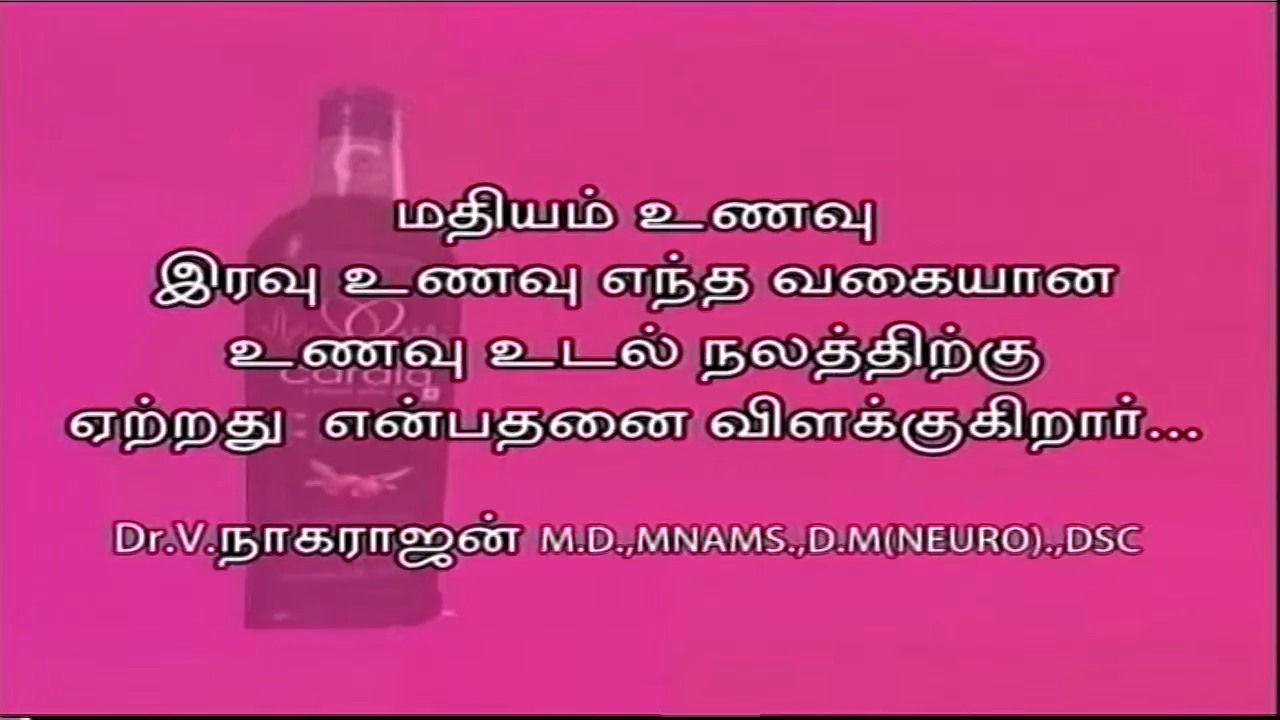 மதியம் உணவு
இரவு உணவு எந்த வகையான
உணவு உடல் நலத்திற்கு
ஏற்றது என்பதனை விளக்குகிறார்...
Dr.V.நாகராஜன் M.D.,MNAMS.,D.M(NEURO).,DSC